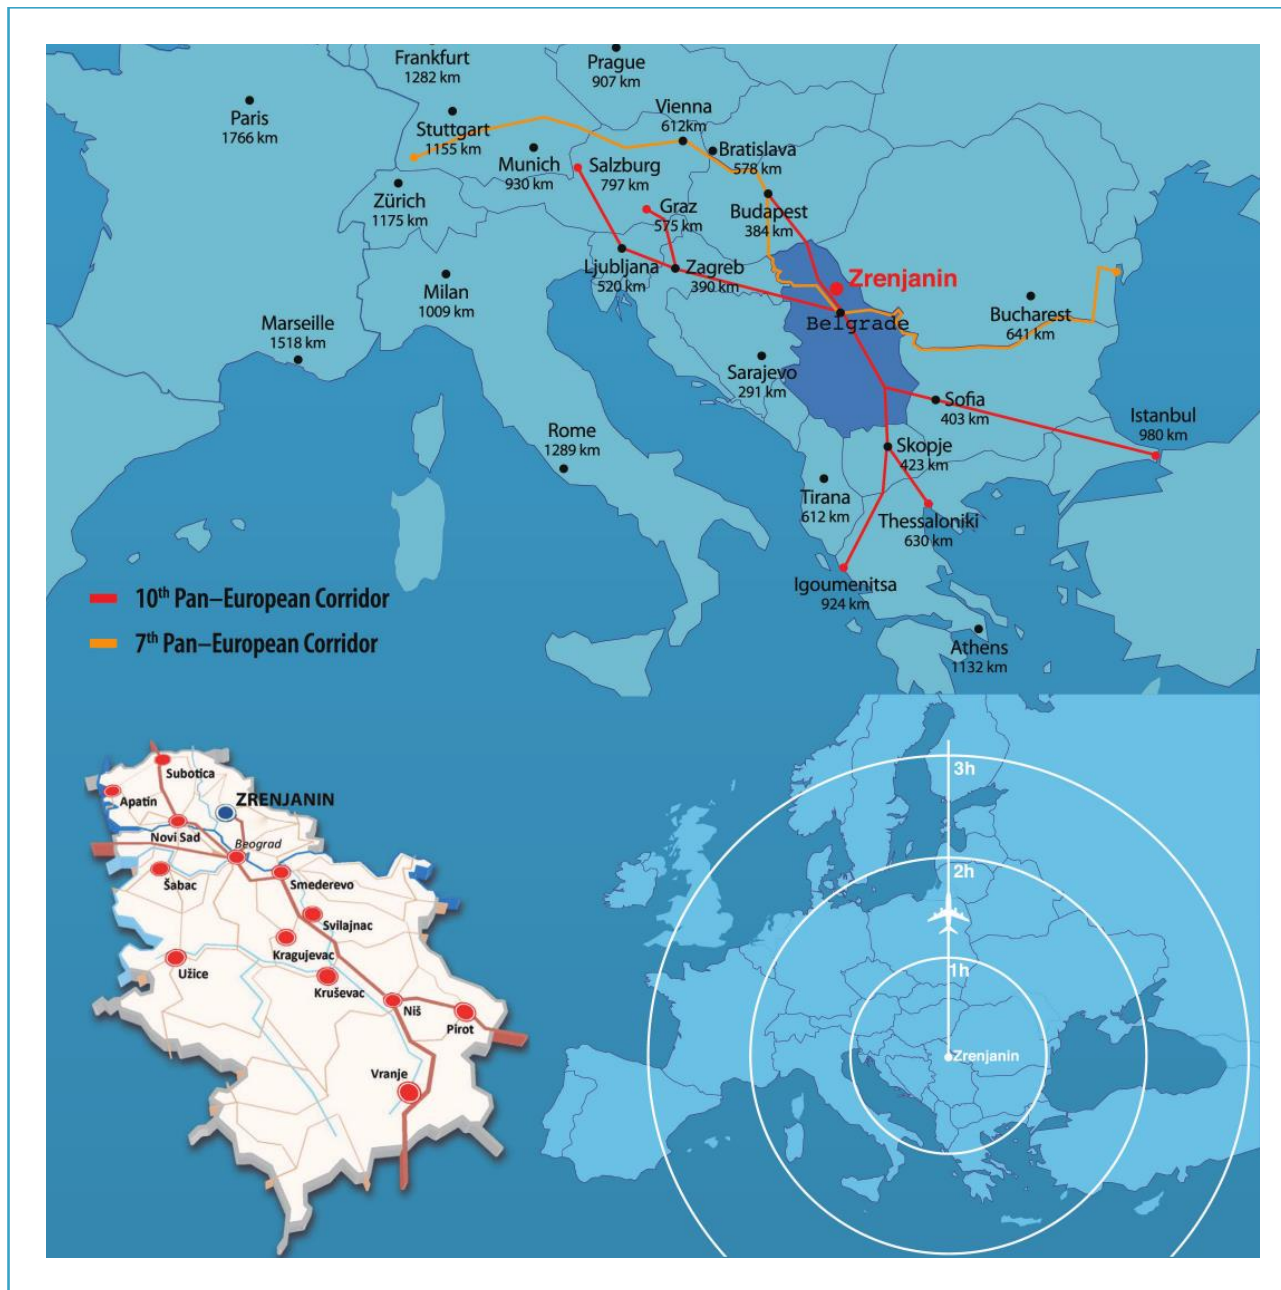 Frankfurt
1282 km
Prague
907 km
Paris
1766 km
Stuttgart
1155 km
Vienna
612km
Munich
930 km
Salzburg
797 km
Bratislava
578 km
Zürich
1175 km
Graz
575 km
Budapest
384 km
Ljubljana
520 km
Zagreb
390 km
Zrenjanin
Milan
1009 km
Belgrade
Bucharest
641 km
Marseille
1518 km
Sarajevo
291 km
Sofia
403 km
Istanbul
980 km
Rome
1289 km
Skopje
423 km
Tirana
612 km
Thessaloniki
630 km
Igoumenitsa
924 km
Athens
1132 km
10th Pan–European Corridor
7th Pan–European Corridor
Subotica
Apatin
ZRENJANIN
Novi Sad
Beograd
Šabac
Smederevo
Svilajnac
Kragujevac
Užice
Kruševac
Niš
Pirot
Vranje
3h
2h
1h
Zrenjanin